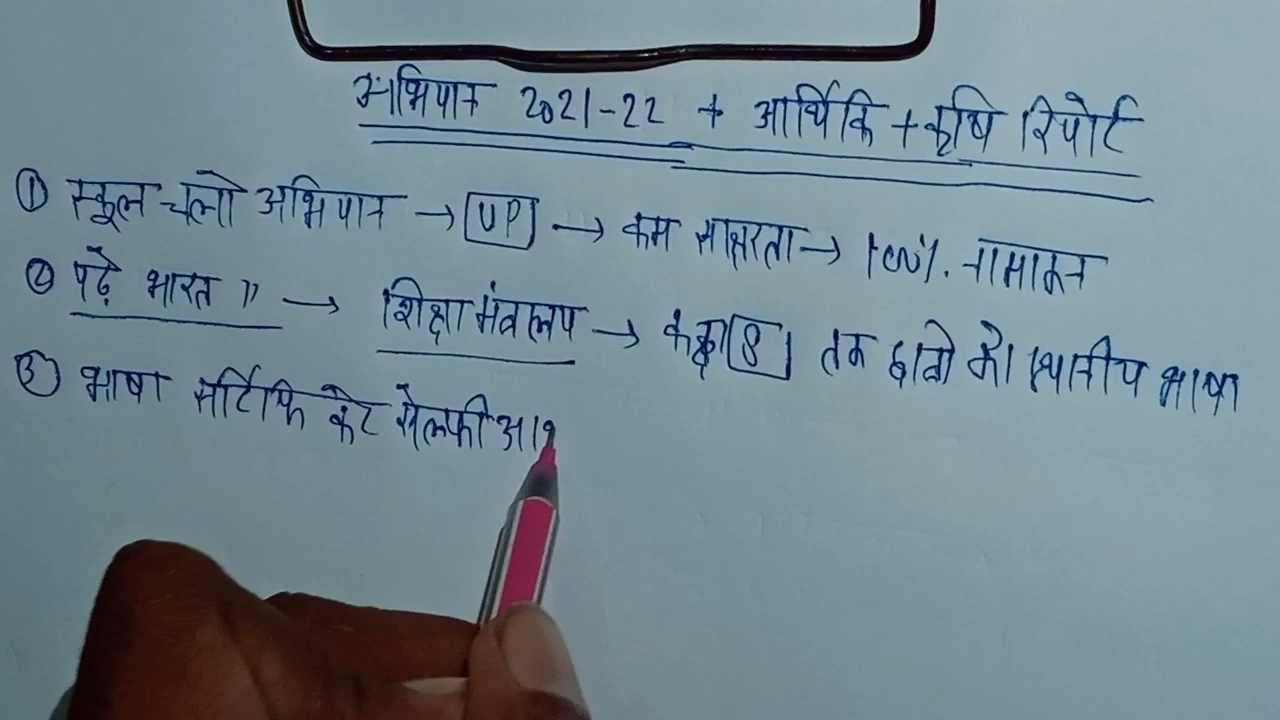 अभियान 2021-22 + आर्थिकि + कृषि रिपोर्ट
① स्कूल चलो अभियान → UP → कम साक्षरता → 100% नामाकन
② पढ़े भारत " → शिक्षा मंत्रालय → कक्षा 8 तक छात्रो को स्थानीय भाषा
③ भाषा सर्टिफिकेट सेल्फी